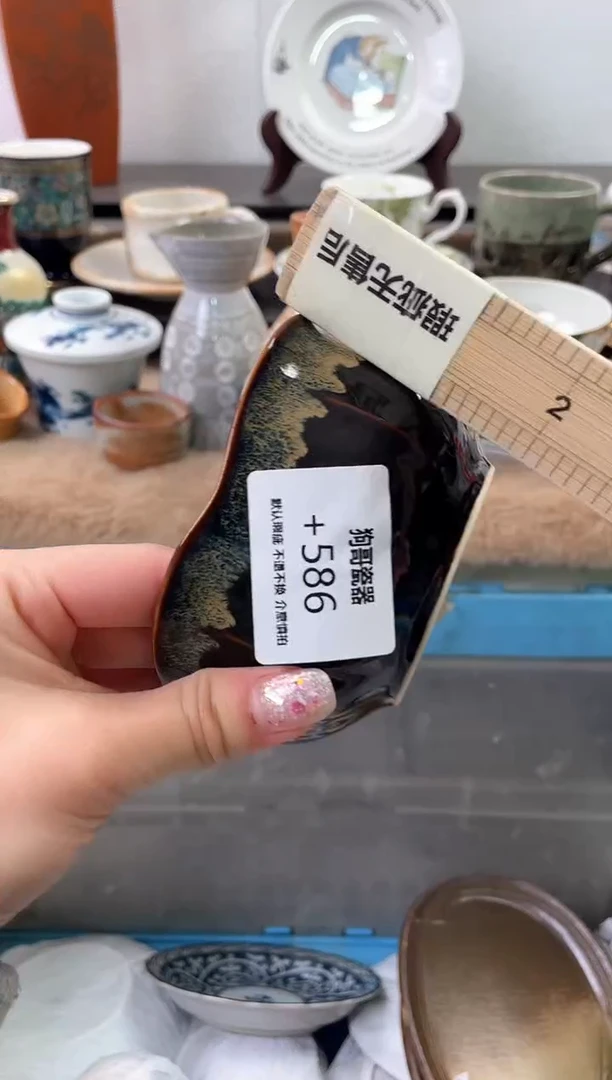 瑕疵无售后
2
狗哥瓷器
+586
默认瑕疵 不退不换 介意慎拍